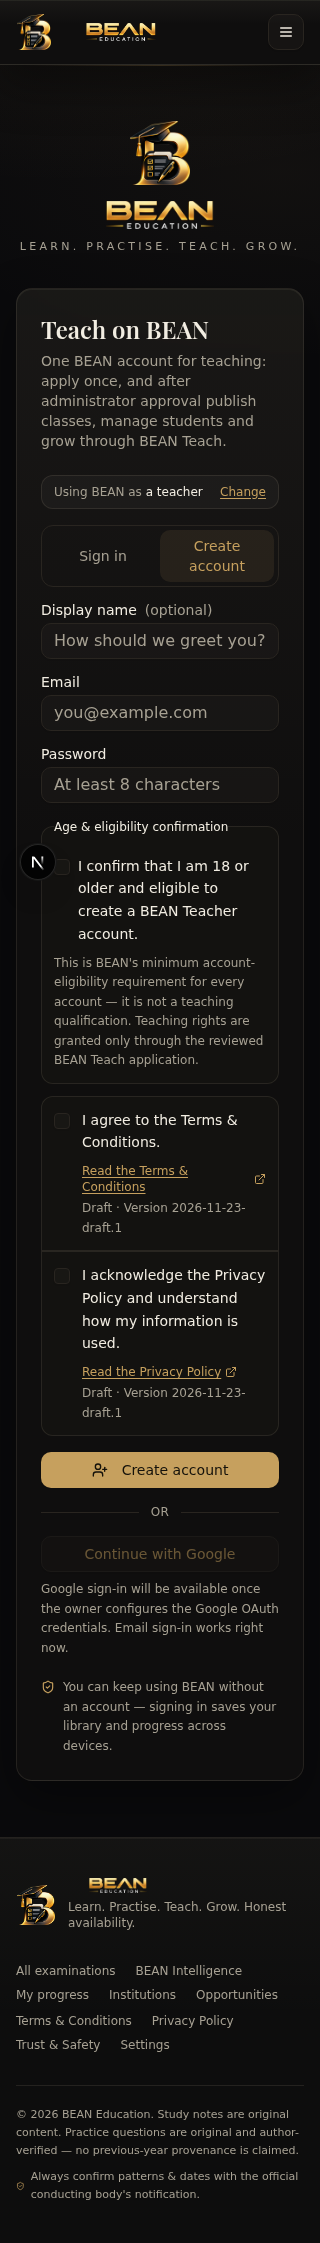 BEAN
EDUCATION
BEAN
EDUCATION
LEARN. PRACTISE. TEACH. GROW.
Teach on BEAN
One BEAN account for teaching:
apply once, and after
administrator approval publish
classes, manage students and
grow through BEAN Teach.
Using BEAN as a teacher Change
Sign in
Create
account
Display name (optional)
How should we greet you?
Email
you@example.com
Password
At least 8 characters
Age & eligibility confirmation
N
I confirm that I am 18 or
older and eligible to
create a BEAN Teacher
account.
This is BEAN's minimum account-
eligibility requirement for every
account — it is not a teaching
qualification. Teaching rights are
granted only through the reviewed
BEAN Teach application.
I agree to the Terms &
Conditions.
Read the Terms &
Conditions
Draft · Version 2026-11-23-
draft.1
I acknowledge the Privacy
Policy and understand
how my information is
used.
Read the Privacy Policy
Draft · Version 2026-11-23-
draft.1
Create account
OR
Continue with Google
Google sign-in will be available once
the owner configures the Google OAuth
credentials. Email sign-in works right
now.
You can keep using BEAN without
an account — signing in saves your
library and progress across
devices.
BEAN
EDUCATION
Learn. Practise. Teach. Grow. Honest
availability.
All examinations BEAN Intelligence
My progress Institutions Opportunities
Terms & Conditions Privacy Policy
Trust & Safety Settings
© 2026 BEAN Education. Study notes are original
content. Practice questions are original and author-
verified — no previous-year provenance is claimed.
Always confirm patterns & dates with the official
conducting body's notification.